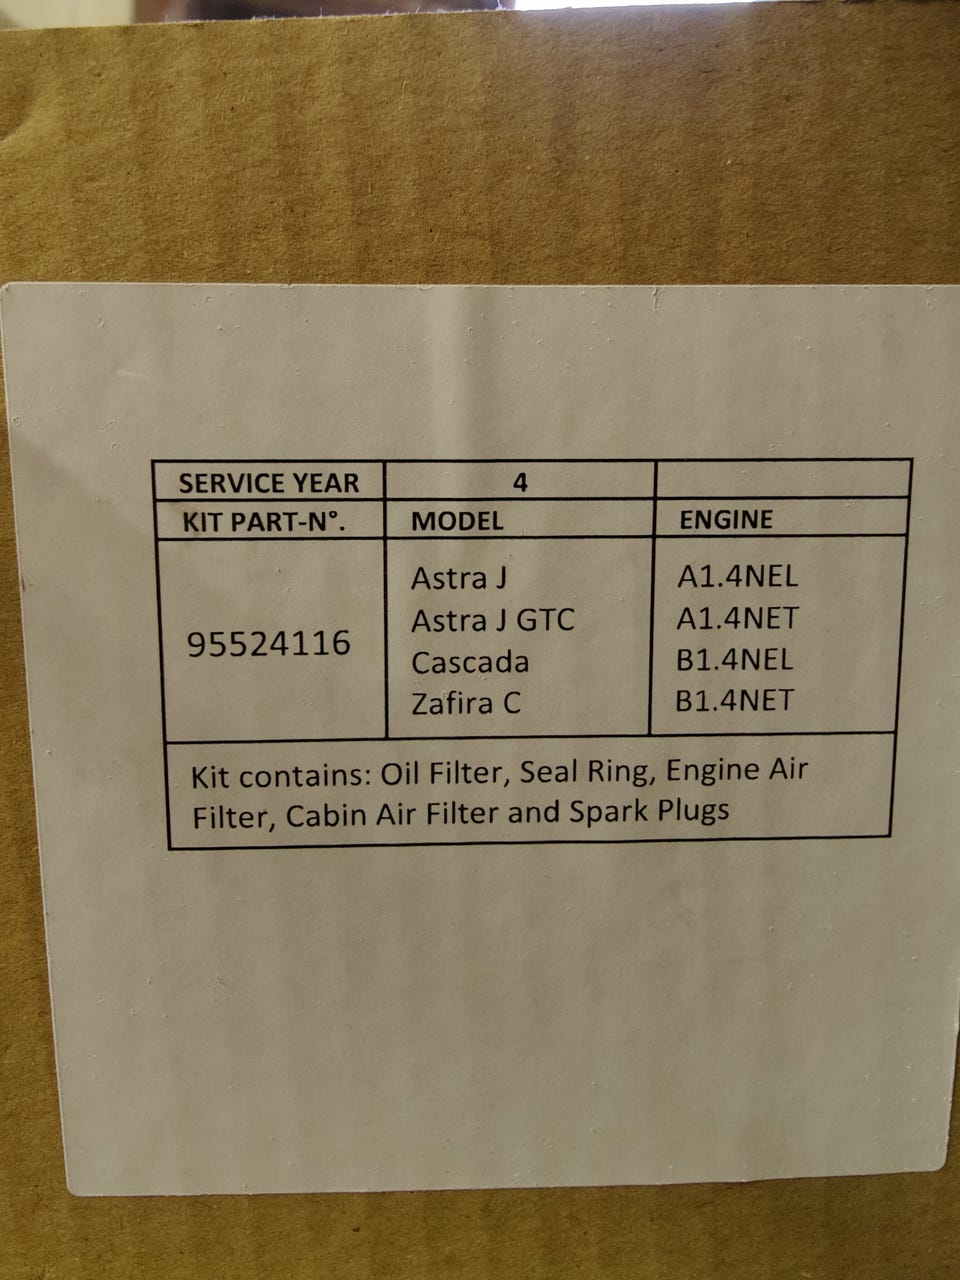 SERVICE YEAR 4
KIT PART-N°. MODEL ENGINE
95524116
Astra J A1.4NEL
Astra J GTC A1.4NET
Cascada B1.4NEL
Zafira C B1.4NET
Kit contains: Oil Filter, Seal Ring, Engine Air
Filter, Cabin Air Filter and Spark Plugs